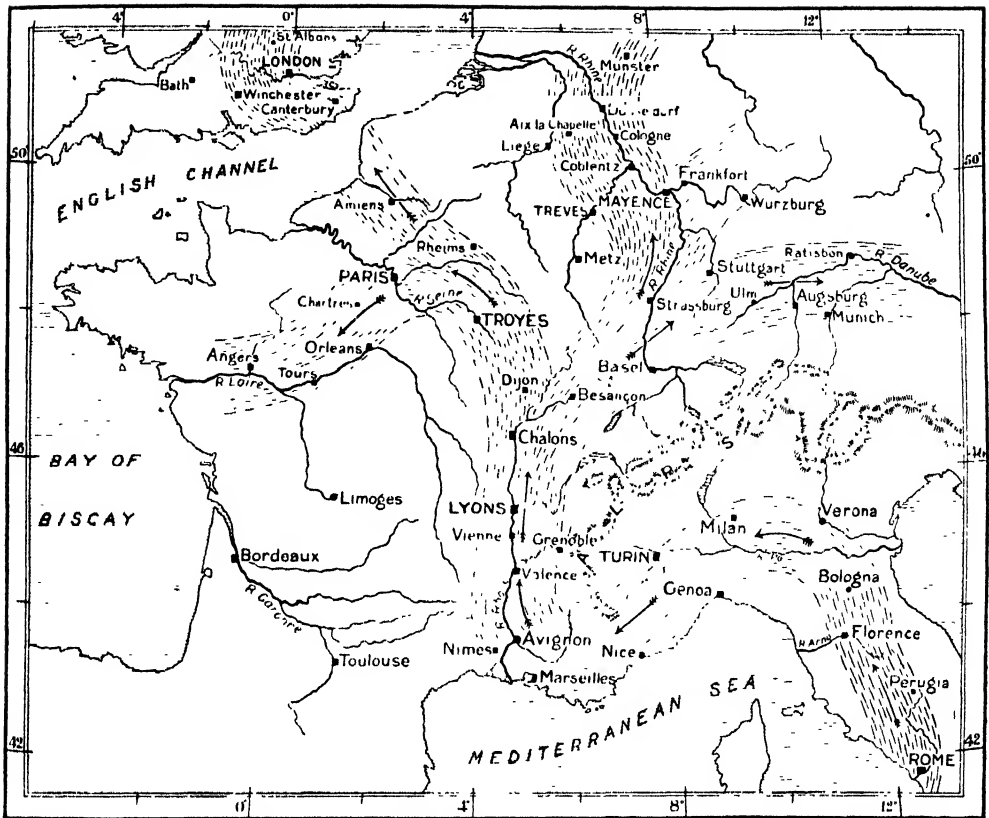 4°
0°
4°
8°
12°
St Albans
LONDON
Bath
Winchester
Canterbury
R Rhine
Munster
Aix la Chapelle
Cologne
Liege
Coblentz
50°
50°
ENGLISH CHANNEL
Frankfort
Amiens
TREVES
MAYENCE
Wurzburg
Rheims
Metz
Ratisbon
R Danube
PARIS
Stuttgart
R Rhine
R Seine
Ulm
Augsburg
Strassburg
Munich
TROYES
Orleans
Angers
Basel
Tours
R Loire
Dijon
Besançon
Chalons
46
BAY OF
BISCAY
ALPS
Limoges
LYONS
Milan
Verona
Vienne
Grenoble
TURIN
Bordeaux
Valence
Bologna
Genoa
R Garonne
Avignon
R Arno
Florence
Nimes
Nice
Toulouse
Marseilles
Perugia
MEDITERRANEAN SEA
42
42
ROME
0°
4°
8°
12°